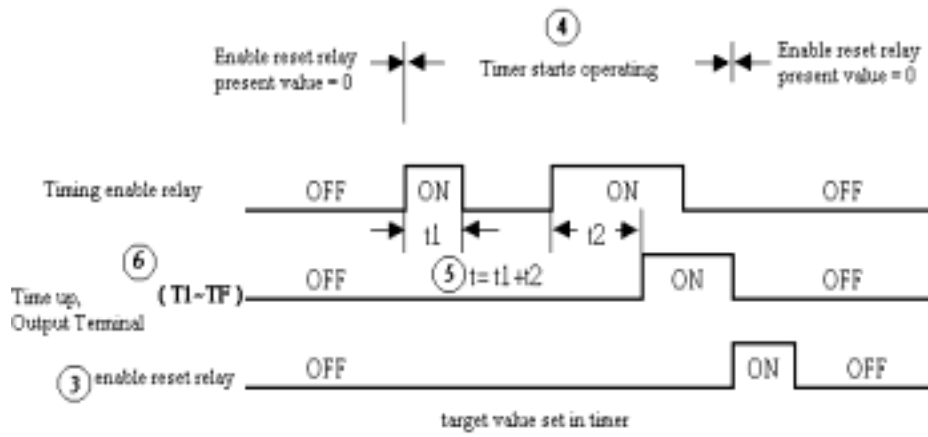 ④
Enable reset relay
present value = 0
Timer starts operating
Enable reset relay
present value = 0
Timing enable relay
OFF
ON
ON
OFF
t1
t2
⑥
( T1~TF )
Time up,
Output Terminal
OFF
⑤ t= t1+t2
ON
OFF
③ enable reset relay
OFF
ON
OFF
target value set in timer